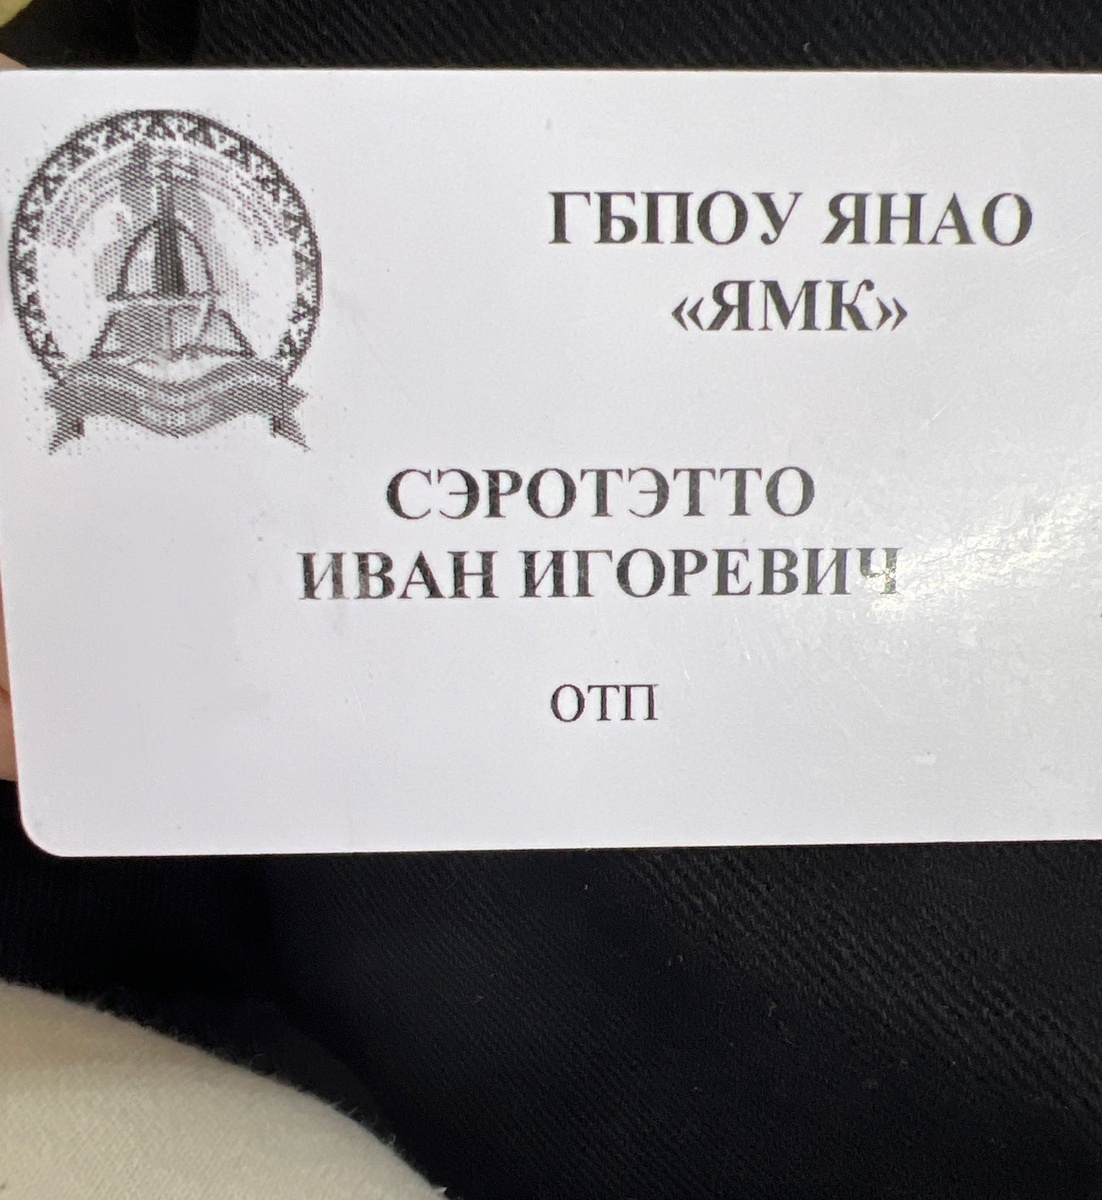 ГБПОУ ЯНАО
«ЯМК»
СЭРОТЭТТО
ИВАН ИГОРЕВИЧ
ОТП